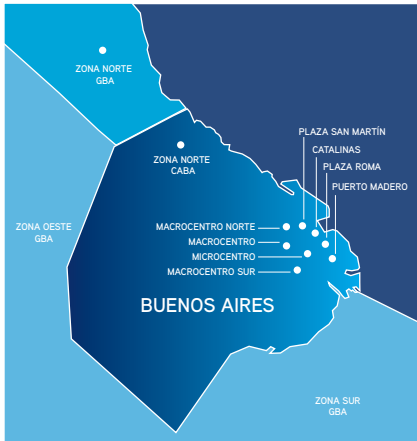 ZONA NORTE
GBA
PLAZA SAN MARTÍN
CATALINAS
ZONA NORTE
CABA
PLAZA ROMA
PUERTO MADERO
ZONA OESTE
GBA
MACROCENTRO NORTE
MACROCENTRO
MICROCENTRO
MACROCENTRO SUR
BUENOS AIRES
ZONA SUR
GBA